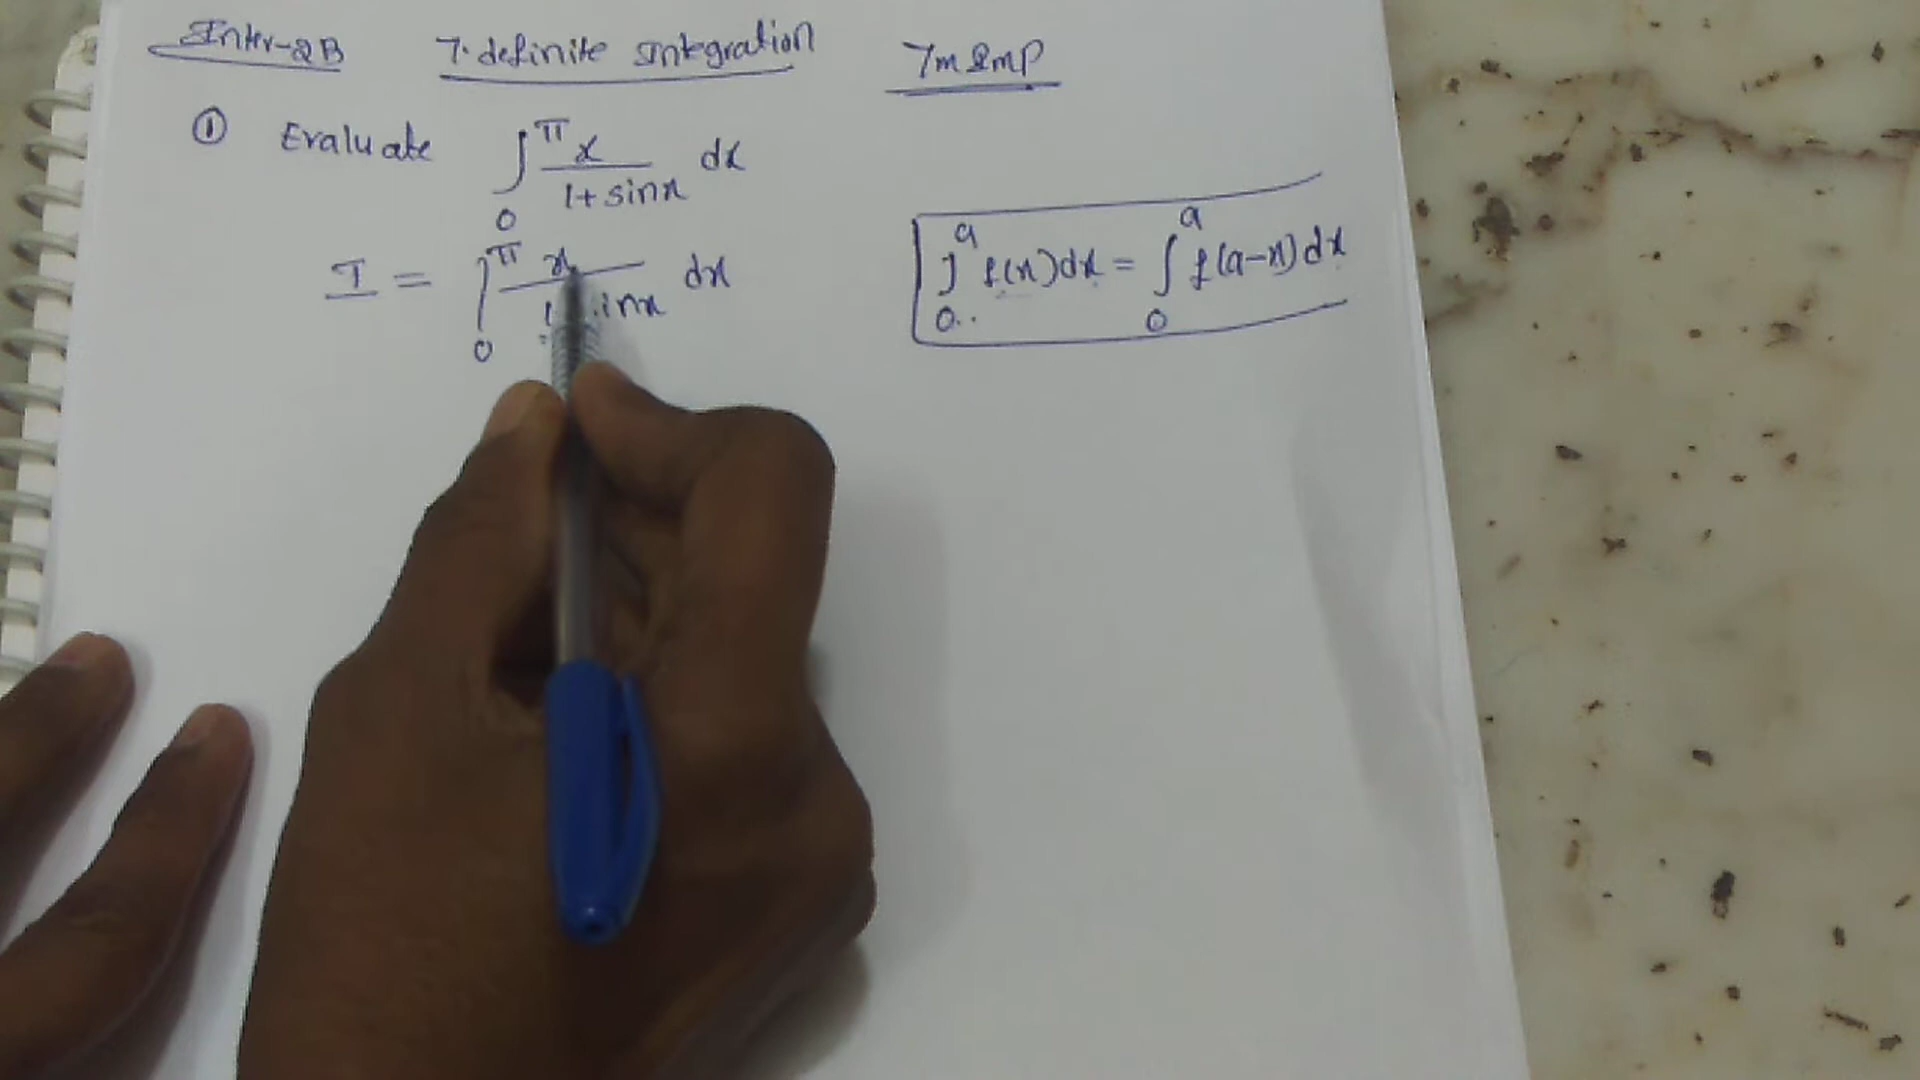 Inter-2B 7. definite Integration 7m Imp
① Evaluate ∫₀^π x/(1+sinx) dx
I = ∫₀^π x/(1 sinx) dx
∫₀^a f(x)dx = ∫₀^a f(a-x)dx